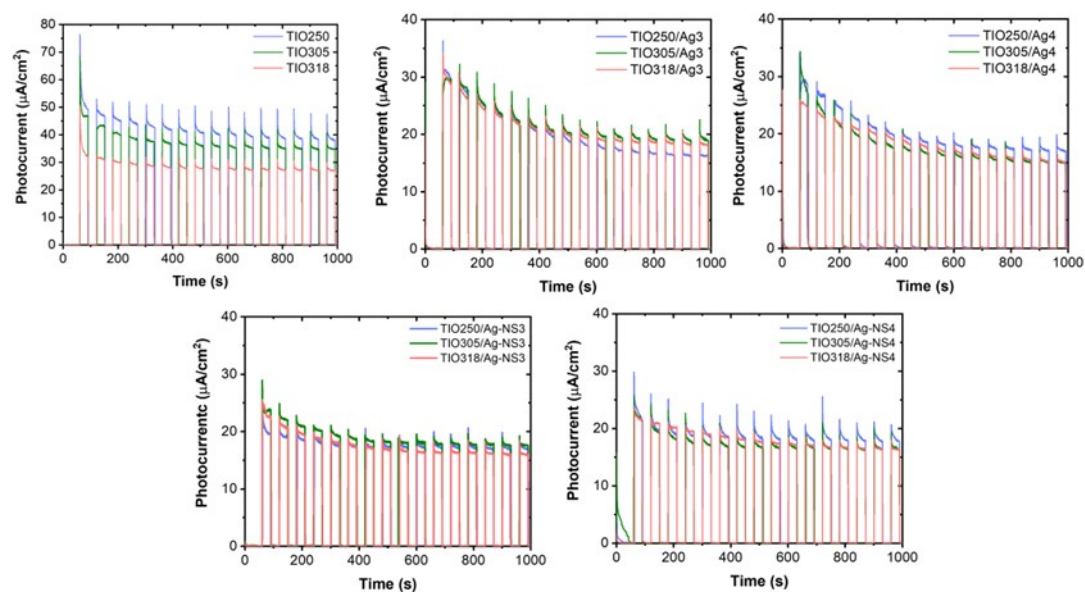 80
70
60
50
40
30
20
10
0
Photocurrent (μA/cm²)
TIO250
TIO305
TIO318
0 200 400 600 800 1000
Time (s)
40
30
20
10
0
Photocurrent (μA/cm²)
TIO250/Ag3
TIO305/Ag3
TIO318/Ag3
0 200 400 600 800 1000
Time (s)
40
30
20
10
0
Photocurrent (μA/cm²)
TIO250/Ag4
TIO305/Ag4
TIO318/Ag4
0 200 400 600 800 1000
Time (s)
40
30
20
10
0
Photocurrentc (μA/cm²)
TIO250/Ag-NS3
TIO305/Ag-NS3
TIO318/Ag-NS3
0 200 400 600 800 1000
Time (s)
40
30
20
10
0
Photocurrent (μA/cm²)
TIO250/Ag-NS4
TIO305/Ag-NS4
TIO318/Ag-NS4
0 200 400 600 800 1000
Time (s)